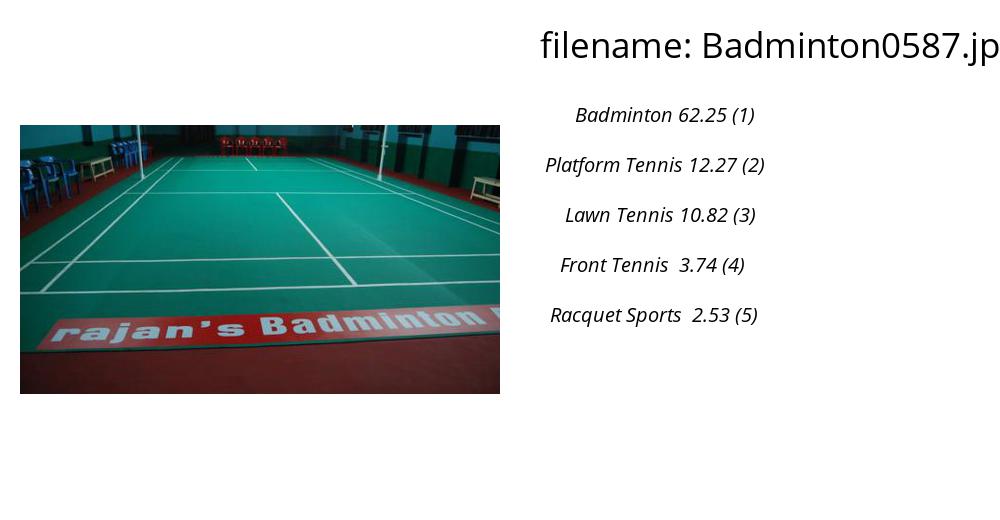 filename: Badminton0587.jp
Badminton 62.25 (1)
Platform Tennis 12.27 (2)
Lawn Tennis 10.82 (3)
Front Tennis 3.74 (4)
Racquet Sports 2.53 (5)
rajan's Badminton